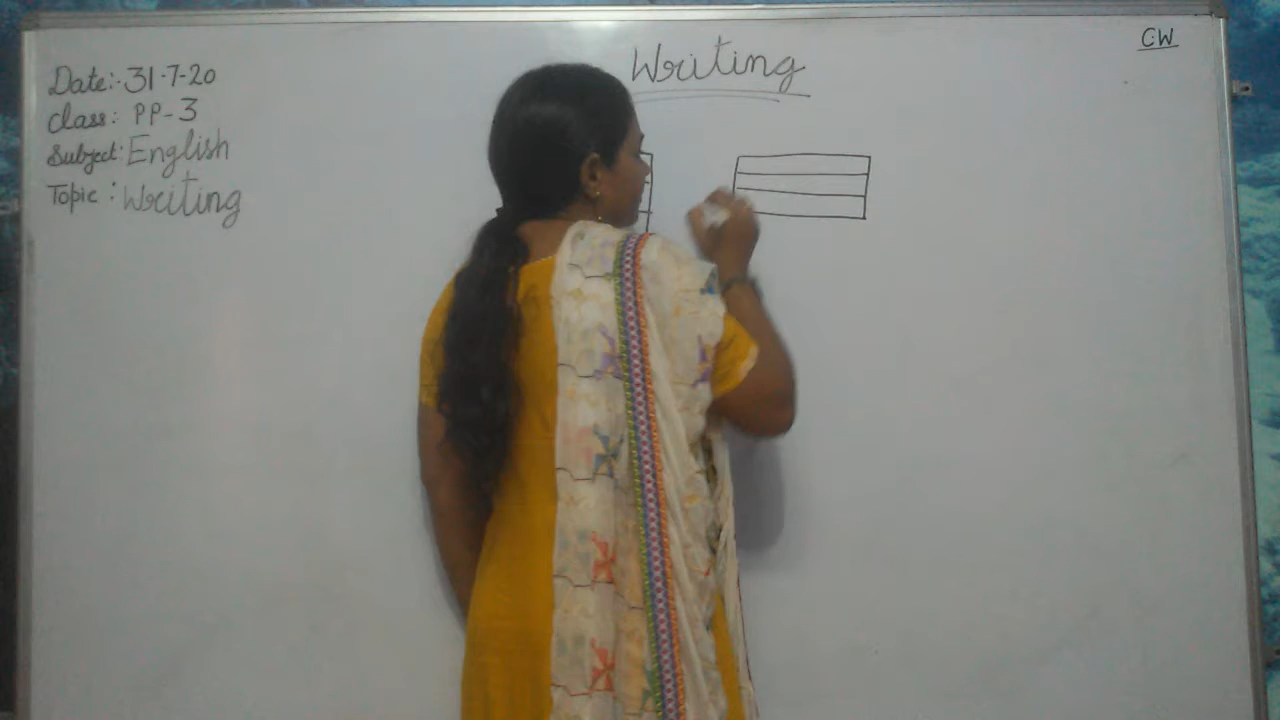 Writing
CW
Date:- 31-7-20
Class: PP-3
Subject: English
Topic: Writing